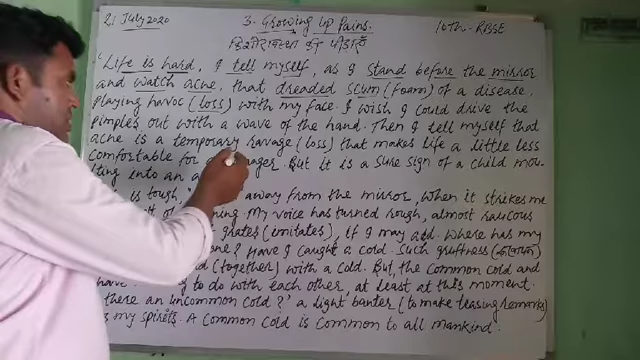 21 July 2020 3. Growing Up Pains. 10th-RBSE
"Life is hard, I tell myself, as I stand before the mirror
and watch acne, that dreaded scum (foam) of a disease
playing havoc (loss) with my face. I wish I could drive the
pimples out with a wave of the hand. Then I tell myself that
acne is a temporary ravage (loss) that makes life a little less
comfortable for a But it is a sure sign of a child mou-
lting into an
is tough, away from the mirror, when it strikes me
My voice has turned rough, almost raucous
grates (imitates), if I may add. Where has my
Have I caught a cold. Such gruffness
(together) with a cold. But the common cold and
to do with each other, at least at this moment.
there an uncommon cold?' a light banter (to make teasing remarks)
my spirits. A common cold is common to all mankind.